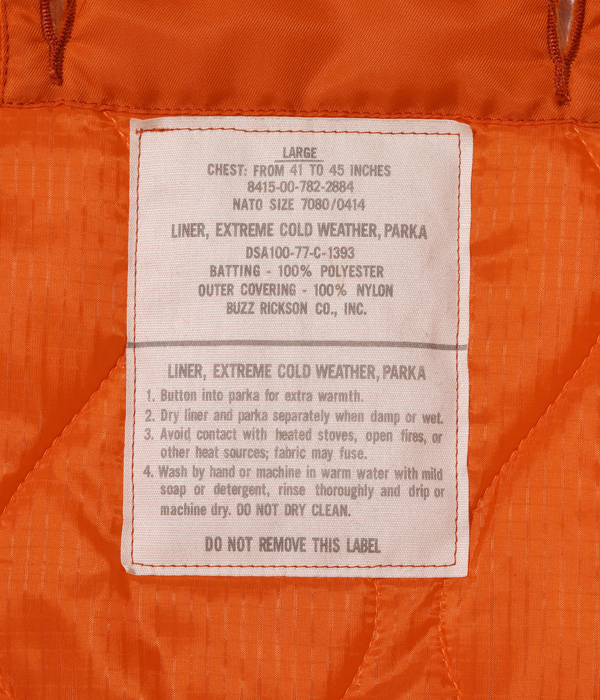 LARGE
CHEST: FROM 41 TO 45 INCHES
8415-00-782-2884
NATO SIZE 7080/0414
LINER, EXTREME COLD WEATHER, PARKA
DSA100-77-C-1393
BATTING - 100% POLYESTER
OUTER COVERING - 100% NYLON
BUZZ RICKSON CO., INC.
LINER, EXTREME COLD WEATHER, PARKA
1. Button into parka for extra warmth.
2. Dry liner and parka separately when damp or wet.
3. Avoid contact with heated stoves, open fires, or
other heat sources; fabric may fuse.
4. Wash by hand or machine in warm water with mild
soap or detergent, rinse thoroughly and drip or
machine dry. DO NOT DRY CLEAN.
DO NOT REMOVE THIS LABEL